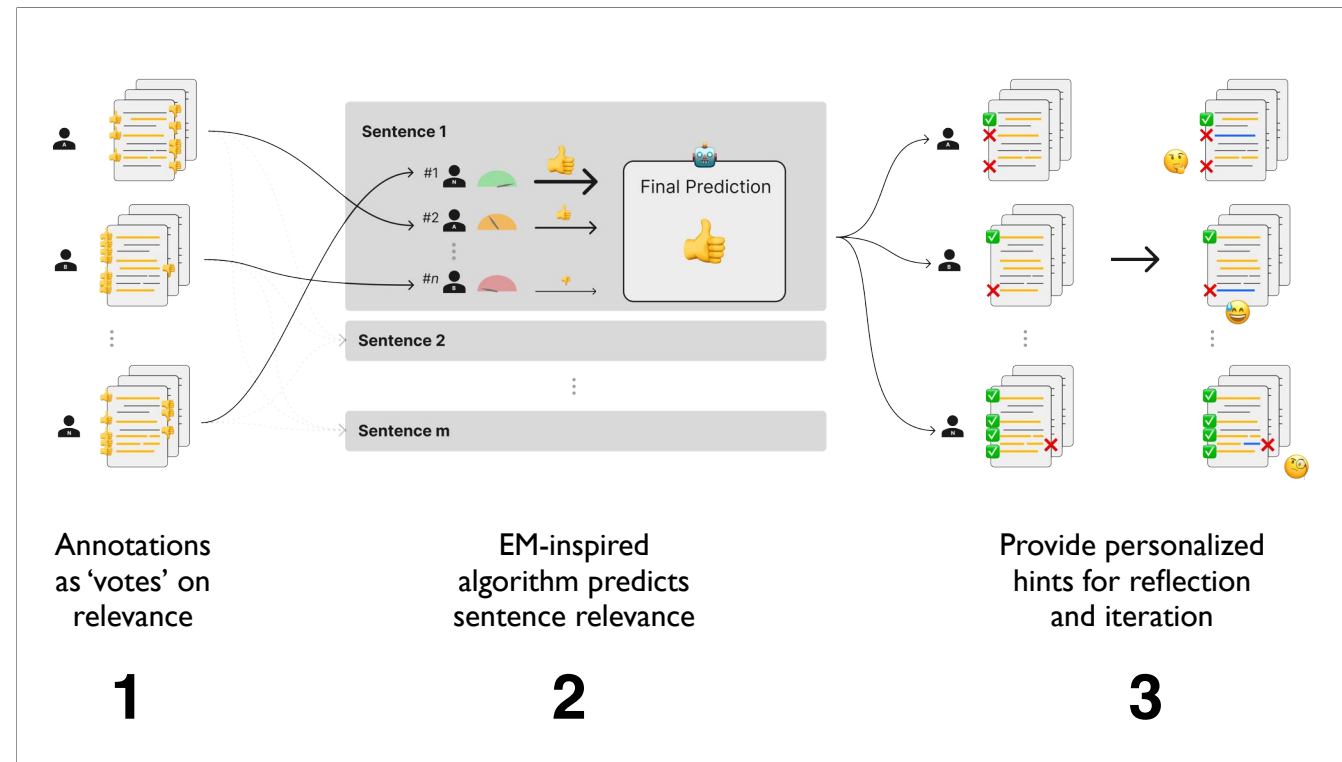 A
B
N
Sentence 1
#1
N
#2
A
#n
B
Final Prediction
Sentence 2
Sentence m
A
B
N
Annotations
as ‘votes’ on
relevance
1
EM-inspired
algorithm predicts
sentence relevance
2
Provide personalized
hints for reflection
and iteration
3